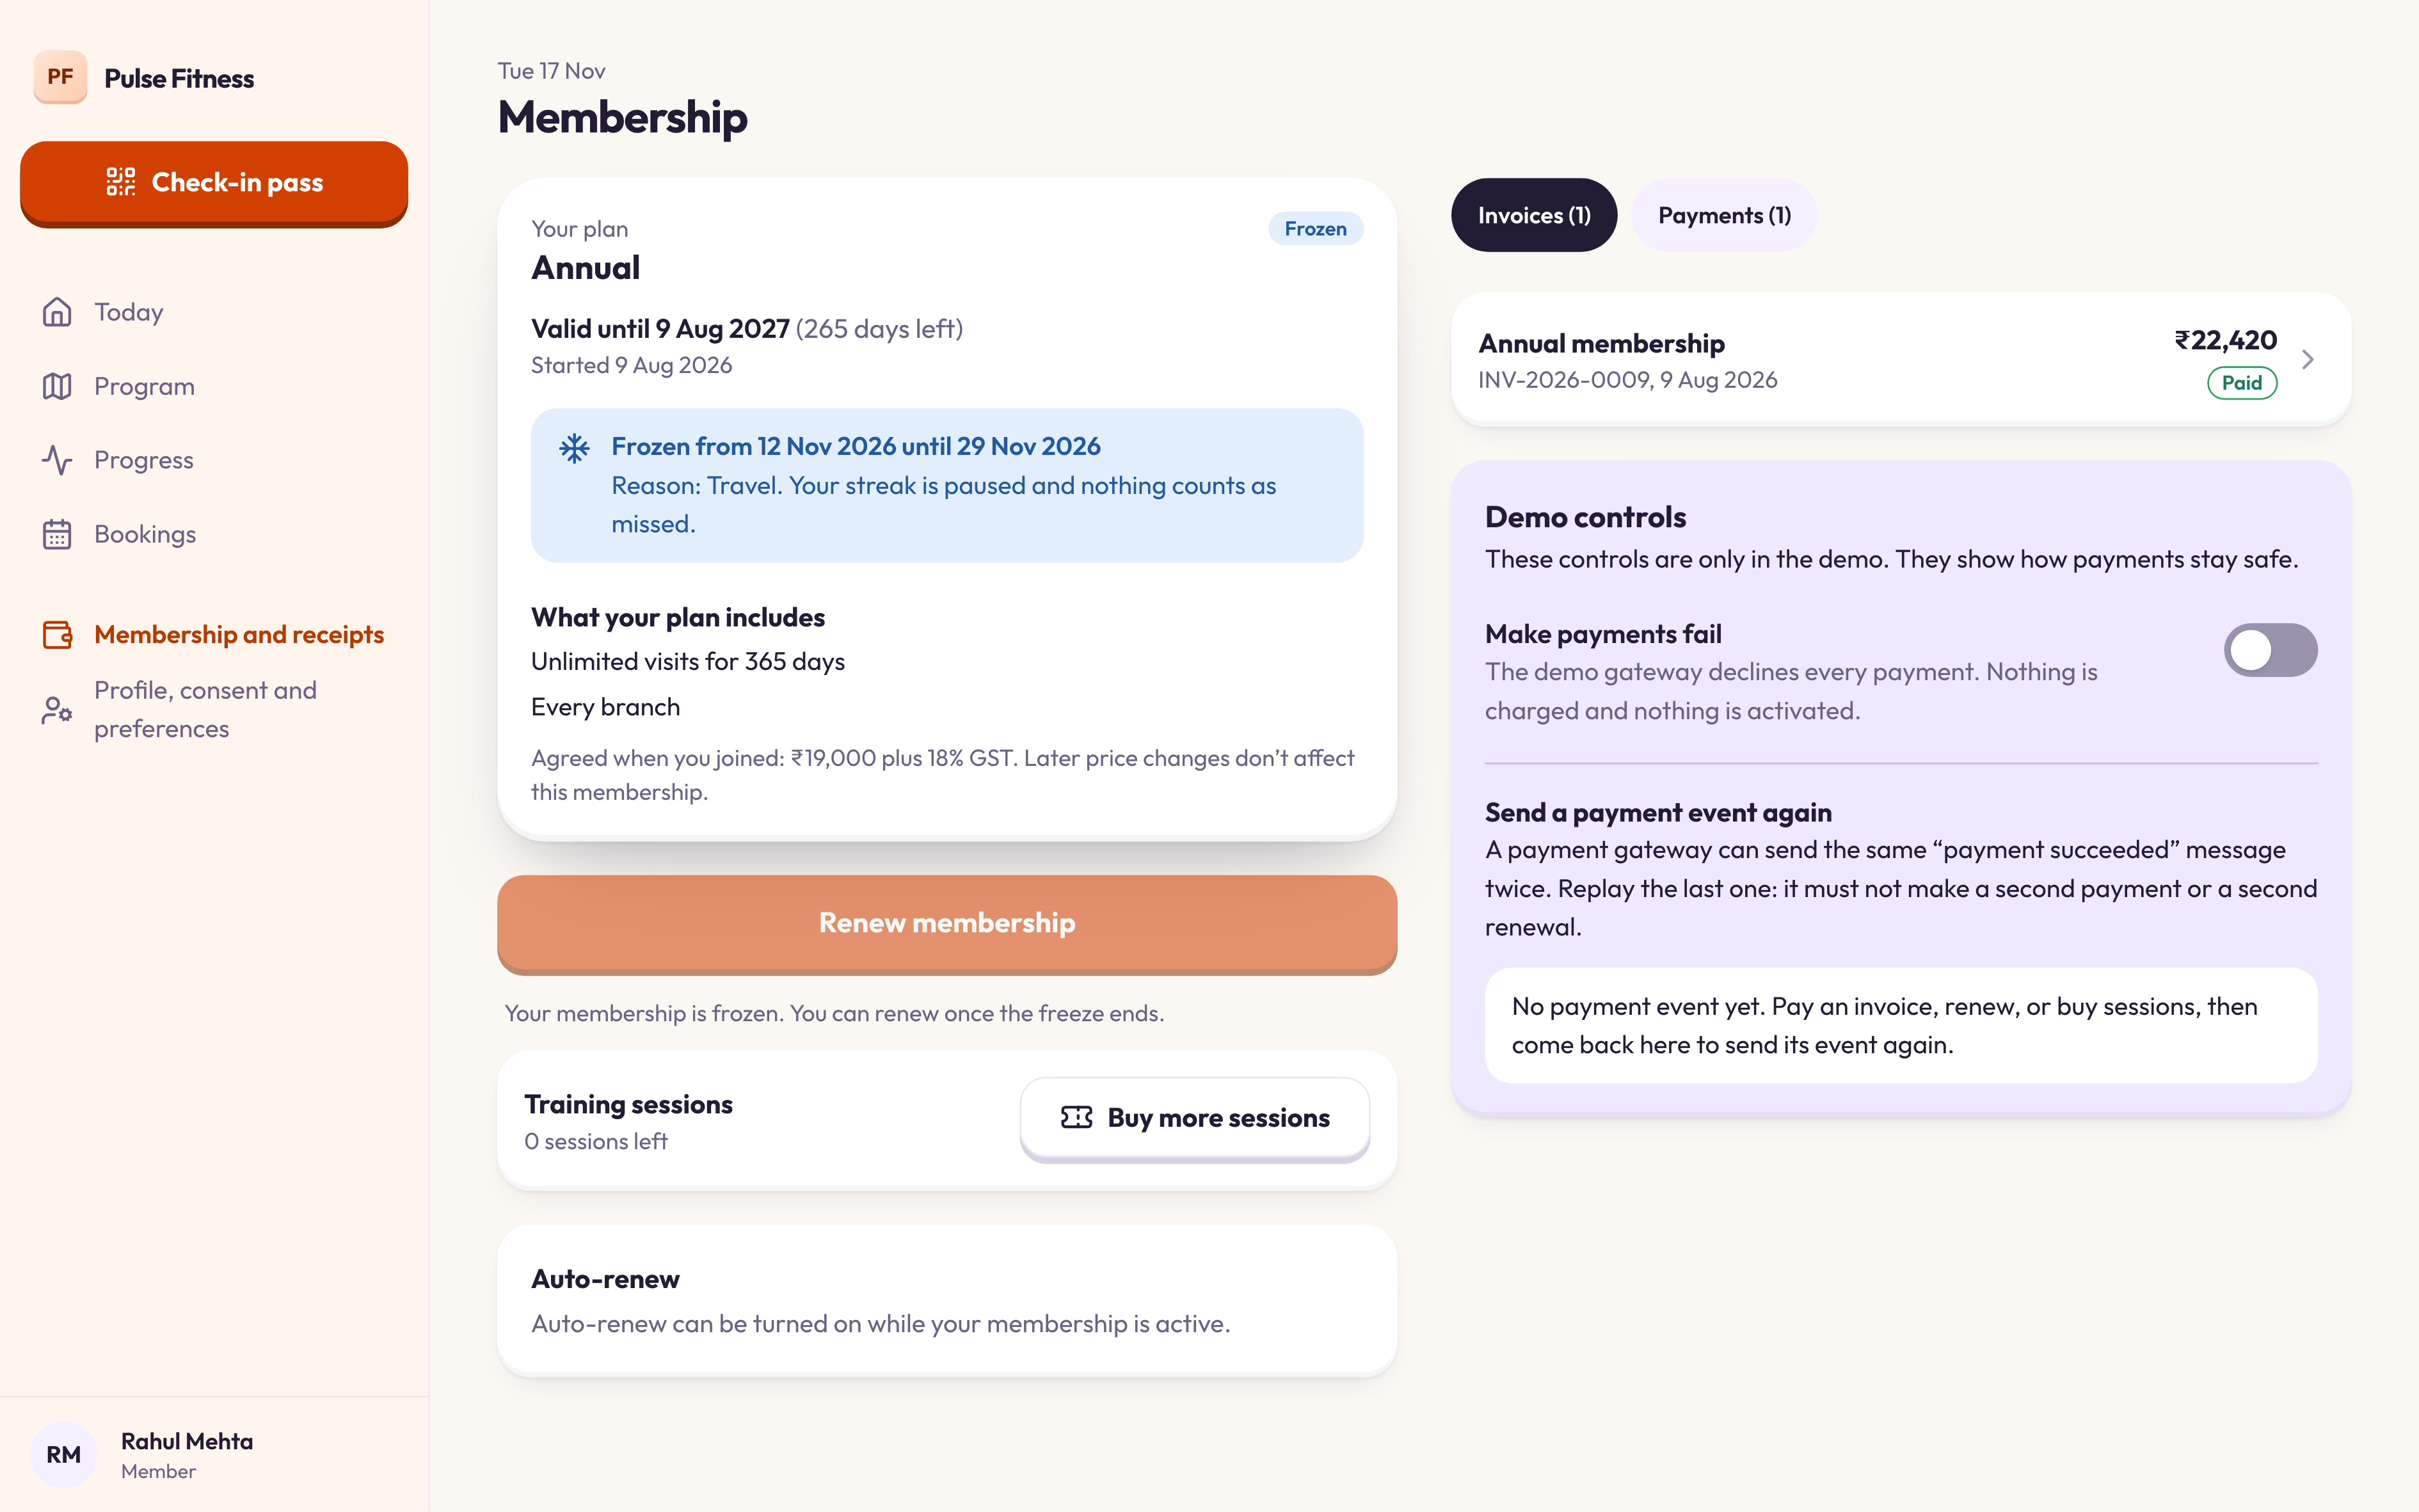 PF
Pulse Fitness
Check-in pass
Today
Program
Progress
Bookings
Membership and receipts
Profile, consent and
preferences
RM
Rahul Mehta
Member
Tue 17 Nov
Membership
Your plan
Frozen
Annual
Valid until 9 Aug 2027 (265 days left)
Started 9 Aug 2026
Frozen from 12 Nov 2026 until 29 Nov 2026
Reason: Travel. Your streak is paused and nothing counts as
missed.
What your plan includes
Unlimited visits for 365 days
Every branch
Agreed when you joined: ₹19,000 plus 18% GST. Later price changes don’t affect
this membership.
Renew membership
Your membership is frozen. You can renew once the freeze ends.
Training sessions
0 sessions left
Buy more sessions
Auto-renew
Auto-renew can be turned on while your membership is active.
Invoices (1)
Payments (1)
Annual membership
INV-2026-0009, 9 Aug 2026
₹22,420
Paid
Demo controls
These controls are only in the demo. They show how payments stay safe.
Make payments fail
The demo gateway declines every payment. Nothing is
charged and nothing is activated.
Send a payment event again
A payment gateway can send the same “payment succeeded” message
twice. Replay the last one: it must not make a second payment or a second
renewal.
No payment event yet. Pay an invoice, renew, or buy sessions, then
come back here to send its event again.